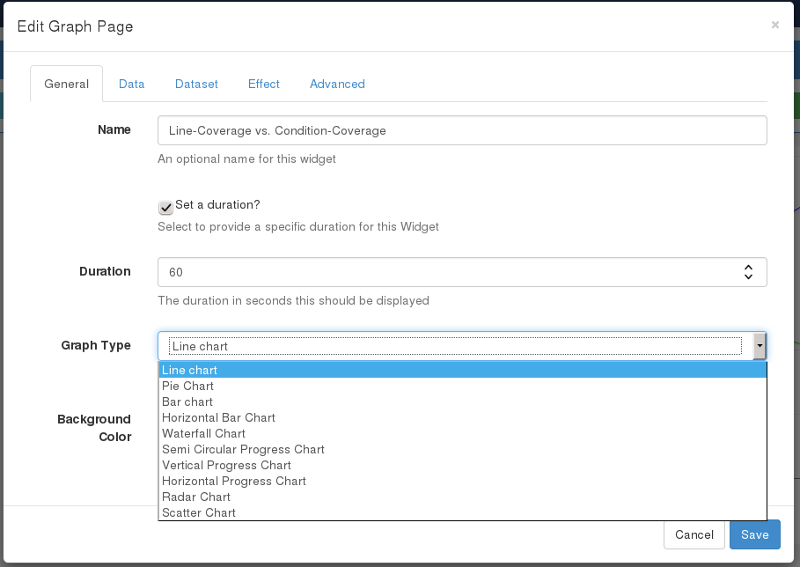 Edit Graph Page
×
General Data Dataset Effect Advanced
Name Line-Coverage vs. Condition-Coverage
An optional name for this widget
Set a duration?
Select to provide a specific duration for this Widget
Duration 60
The duration in seconds this should be displayed
Graph Type Line chart
Line chart
Pie Chart
Bar chart
Horizontal Bar Chart
Waterfall Chart
Semi Circular Progress Chart
Vertical Progress Chart
Horizontal Progress Chart
Radar Chart
Scatter Chart
Background
Color
Cancel Save